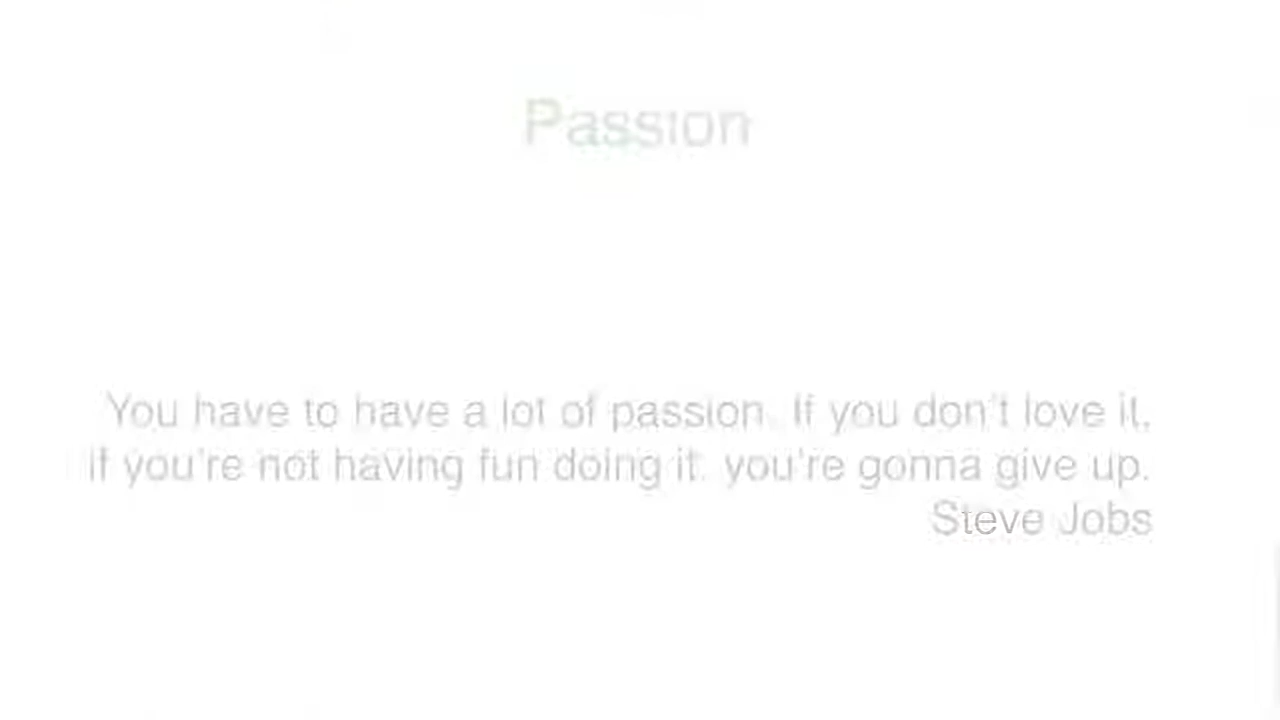 Passion
You have to have a lot of passion. If you don't love it,
if you're not having fun doing it, you're gonna give up.
Steve Jobs